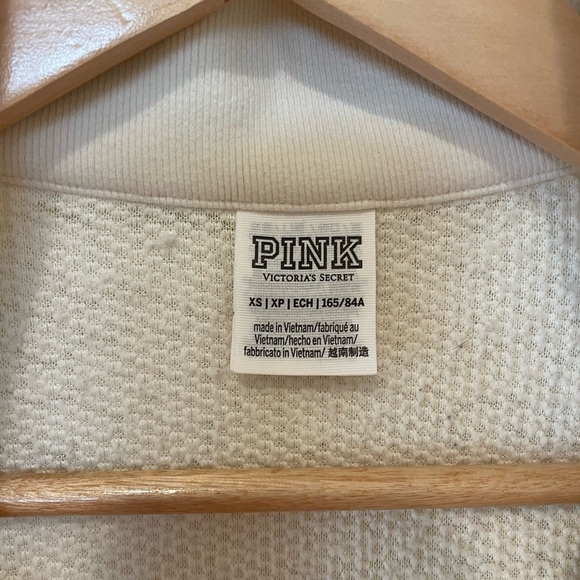 PINK
VICTORIA'S SECRET
XS | XP | ECH | 165/84A
made in Vietnam/fabriqué au
Vietnam/hecho en Vietnam/
fabbricato in Vietnam/ 越南制造